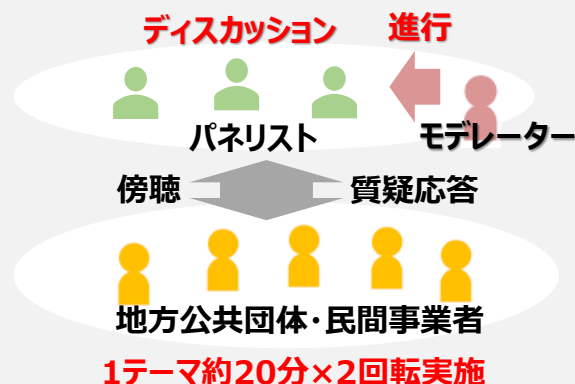 ディスカッション 進行
パネリスト モデレーター
傍聴 質疑応答
地方公共団体・民間事業者
1テーマ約20分×2回転実施